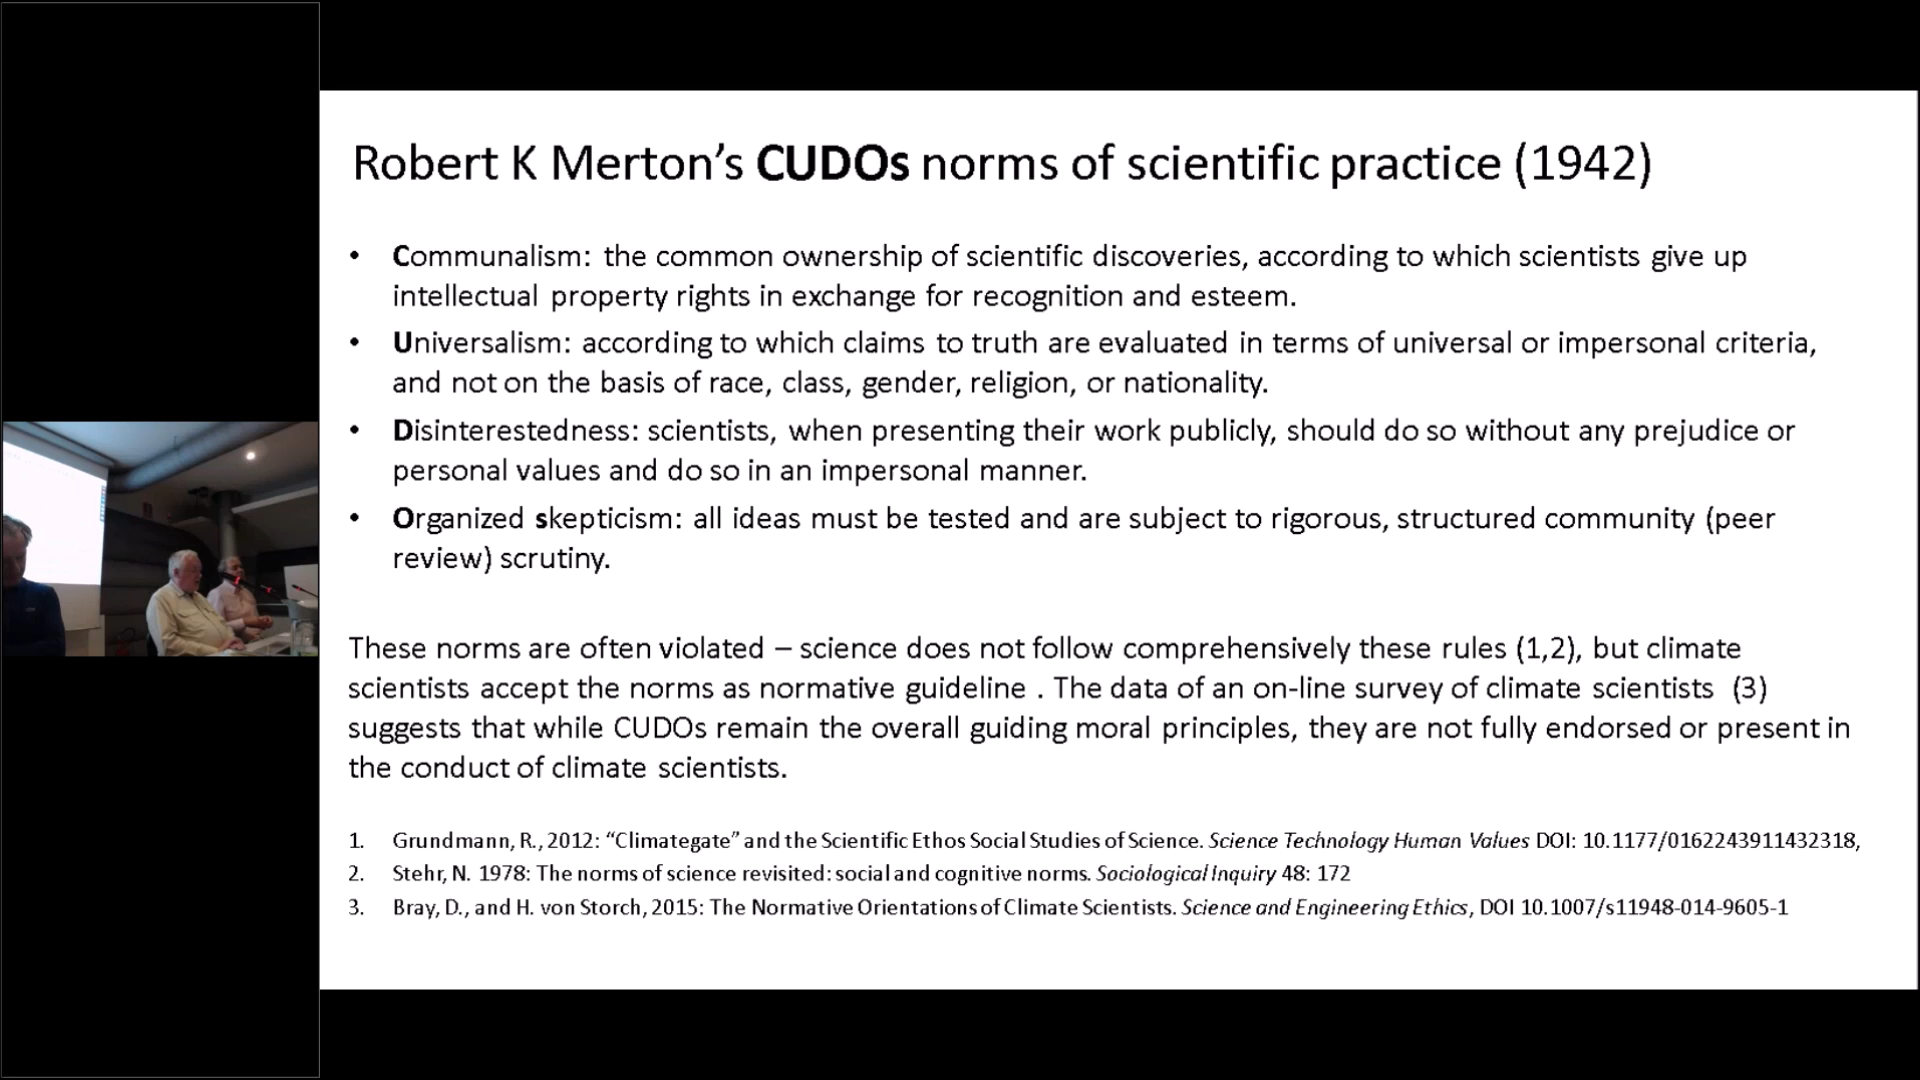 Robert K Merton’s CUDOs norms of scientific practice (1942)
• Communalism: the common ownership of scientific discoveries, according to which scientists give up
intellectual property rights in exchange for recognition and esteem.
• Universalism: according to which claims to truth are evaluated in terms of universal or impersonal criteria,
and not on the basis of race, class, gender, religion, or nationality.
• Disinterestedness: scientists, when presenting their work publicly, should do so without any prejudice or
personal values and do so in an impersonal manner.
• Organized skepticism: all ideas must be tested and are subject to rigorous, structured community (peer
review) scrutiny.
These norms are often violated – science does not follow comprehensively these rules (1,2), but climate
scientists accept the norms as normative guideline . The data of an on-line survey of climate scientists (3)
suggests that while CUDOs remain the overall guiding moral principles, they are not fully endorsed or present in
the conduct of climate scientists.
1. Grundmann, R., 2012: “Climategate” and the Scientific Ethos Social Studies of Science. Science Technology Human Values DOI: 10.1177/0162243911432318,
2. Stehr, N. 1978: The norms of science revisited: social and cognitive norms. Sociological Inquiry 48: 172
3. Bray, D., and H. von Storch, 2015: The Normative Orientations of Climate Scientists. Science and Engineering Ethics, DOI 10.1007/s11948-014-9605-1